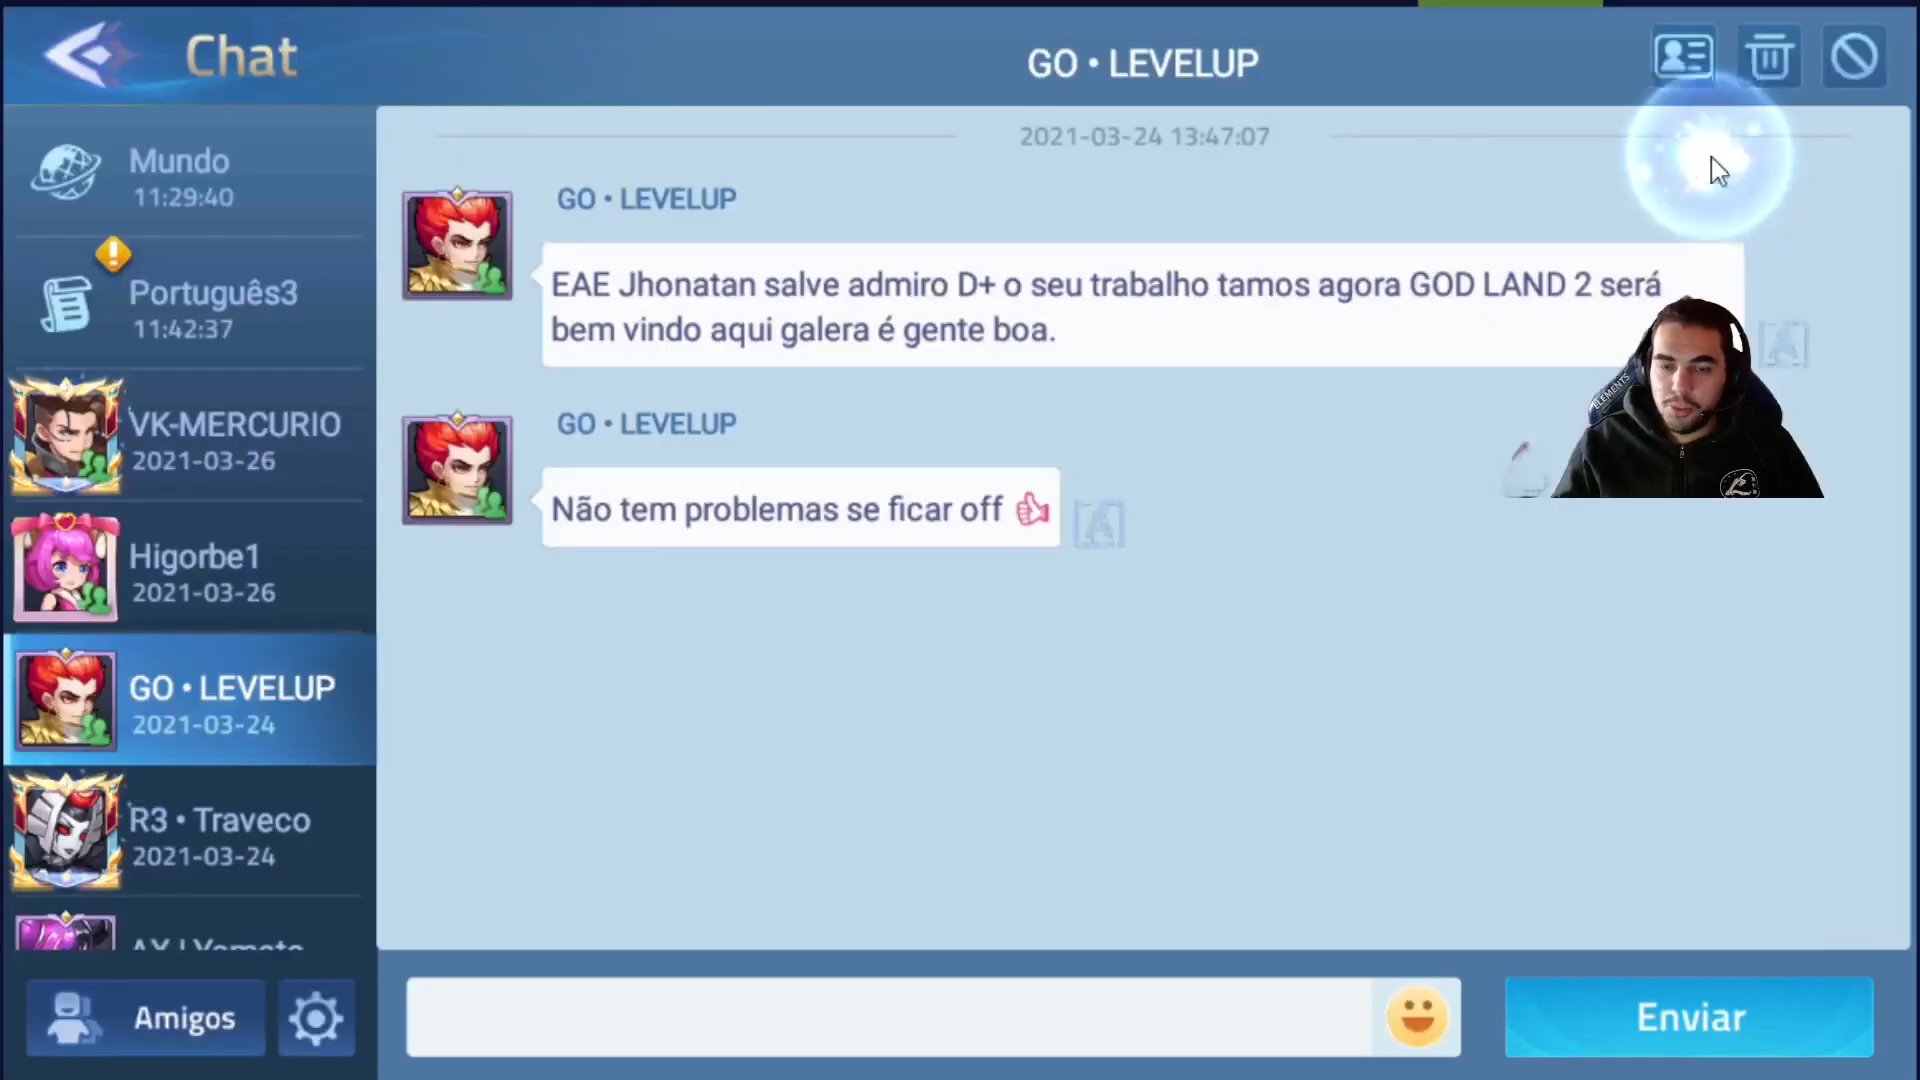 Chat
GO • LEVELUP
Mundo
11:29:40
Português3
11:42:37
VK-MERCURIO
2021-03-26
Higorbe1
2021-03-26
GO • LEVELUP
2021-03-24
R3 • Traveco
2021-03-24
Amigos
2021-03-24 13:47:07
GO • LEVELUP
EAE Jhonatan salve admiro D+ o seu trabalho tamos agora GOD LAND 2 será
bem vindo aqui galera é gente boa.
GO • LEVELUP
Não tem problemas se ficar off
ELEMENTS
Enviar